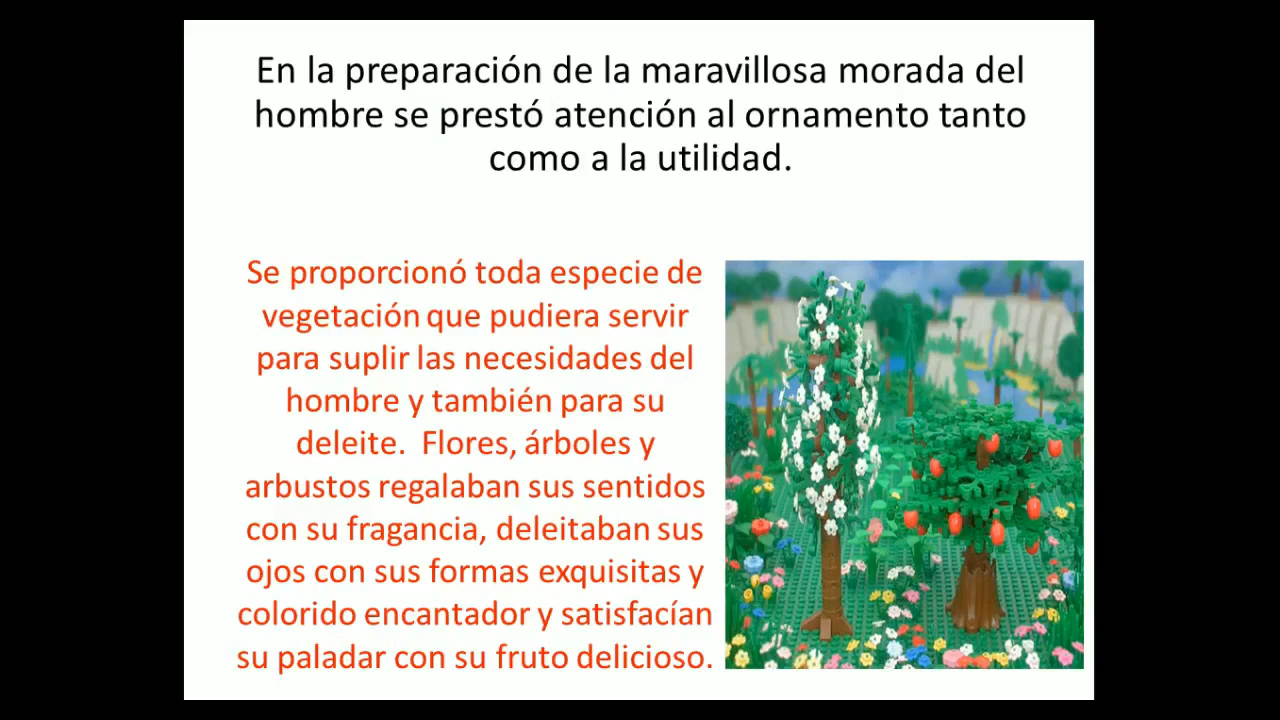 En la preparación de la maravillosa morada del
hombre se prestó atención al ornamento tanto
como a la utilidad.
Se proporcionó toda especie de
vegetación que pudiera servir
para suplir las necesidades del
hombre y también para su
deleite.  Flores, árboles y
arbustos regalaban sus sentidos
con su fragancia, deleitaban sus
ojos con sus formas exquisitas y
colorido encantador y satisfacían
su paladar con su fruto delicioso.